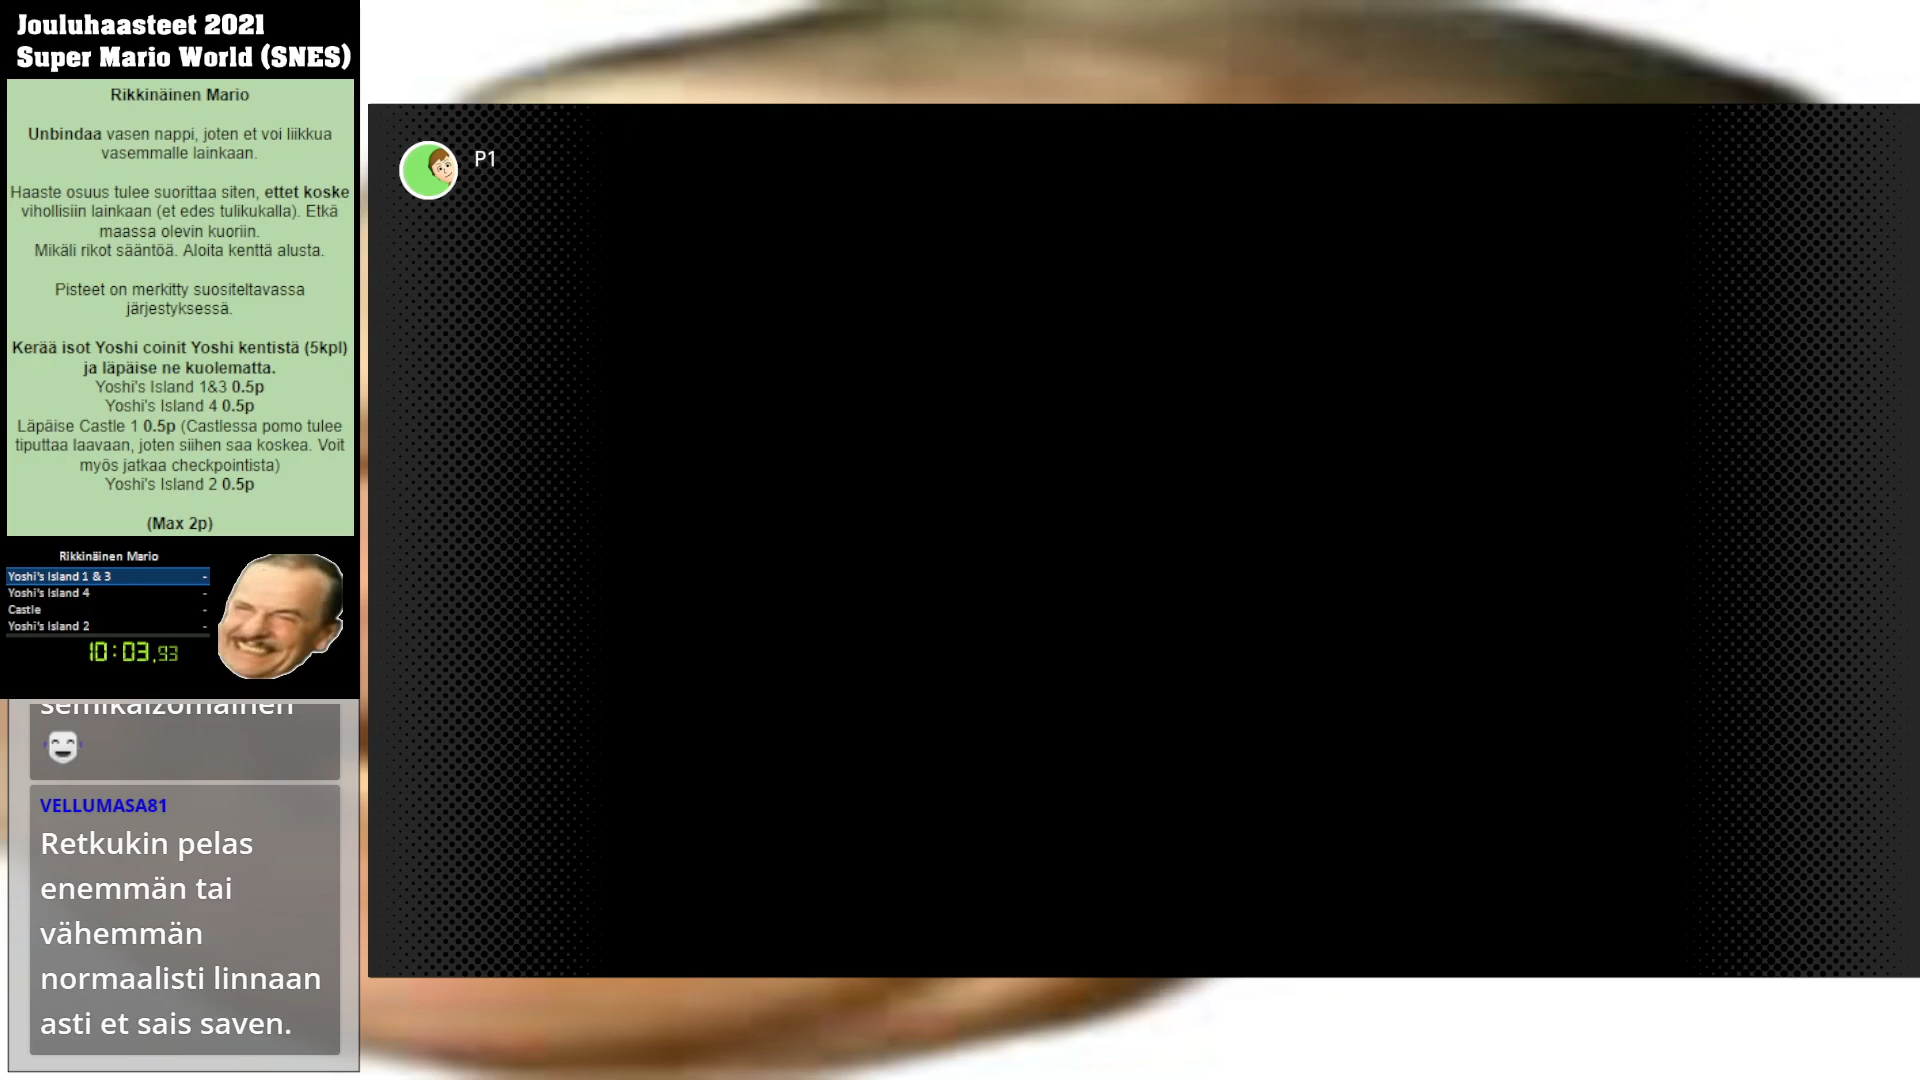 Jouluhaasteet 2021
Super Mario World (SNES)
Rikkinäinen Mario
Unbindaa vasen nappi, joten et voi liikkua
vasemmalle lainkaan.
Haaste osuus tulee suorittaa siten, ettet koske
vihollisiin lainkaan (et edes tulikukalla). Etkä
maassa olevin kuoriin.
Mikäli rikot sääntöä. Aloita kenttä alusta.
Pisteet on merkitty suositeltavassa
järjestyksessä.
Kerää isot Yoshi coinit Yoshi kentistä (5kpl)
ja läpäise ne kuolematta.
Yoshi's Island 1&3 0.5p
Yoshi's Island 4 0.5p
Läpäise Castle 1 0.5p (Castlessa pomo tulee
tiputtaa laavaan, joten siihen saa koskea. Voit
myös jatkaa checkpointista)
Yoshi's Island 2 0.5p
(Max 2p)
Rikkinäinen Mario
Yoshi's Island 1 & 3 -
Yoshi's Island 4 -
Castle -
Yoshi's Island 2 -
10:03,93
semikaizomainen
VELLUMASA81
Retkukin pelas
enemmän tai
vähemmän
normaalisti linnaan
asti et sais saven.
P1